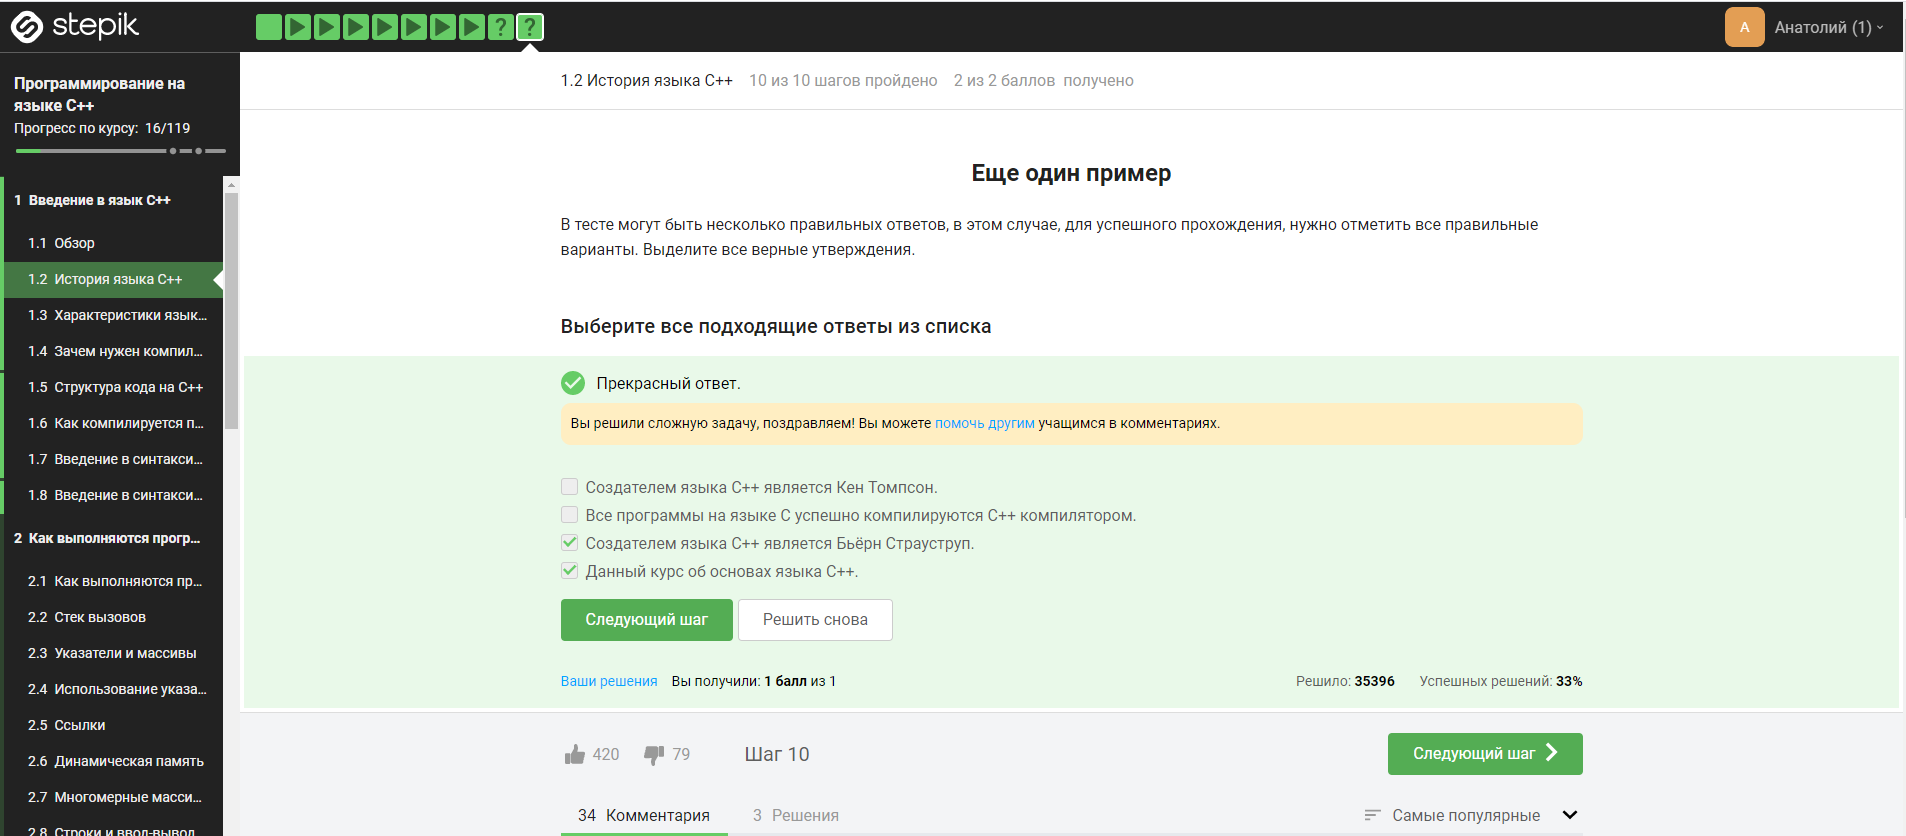 stepik
? ?
А Анатолий (1)
Программирование на
языке C++
Прогресс по курсу: 16/119
1 Введение в язык C++
1.1 Обзор
1.2 История языка C++
1.3 Характеристики язык...
1.4 Зачем нужен компил...
1.5 Структура кода на C++
1.6 Как компилируется п...
1.7 Введение в синтакси...
1.8 Введение в синтакси...
2 Как выполняются прогр...
2.1 Как выполняются пр...
2.2 Стек вызовов
2.3 Указатели и массивы
2.4 Использование указа...
2.5 Ссылки
2.6 Динамическая память
2.7 Многомерные масси...
2.8 Строки и ввод-вывод
1.2 История языка C++ 10 из 10 шагов пройдено 2 из 2 баллов получено
Еще один пример
В тесте могут быть несколько правильных ответов, в этом случае, для успешного прохождения, нужно отметить все правильные
варианты. Выделите все верные утверждения.
Выберите все подходящие ответы из списка
Прекрасный ответ.
Вы решили сложную задачу, поздравляем! Вы можете помочь другим учащимся в комментариях.
Создателем языка C++ является Кен Томпсон.
Все программы на языке C успешно компилируются C++ компилятором.
Создателем языка C++ является Бьёрн Страуструп.
Данный курс об основах языка C++.
Следующий шаг Решить снова
Ваши решения Вы получили: 1 балл из 1 Решило: 35396 Успешных решений: 33%
420 79 Шаг 10 Следующий шаг
34 Комментария 3 Решения Самые популярные